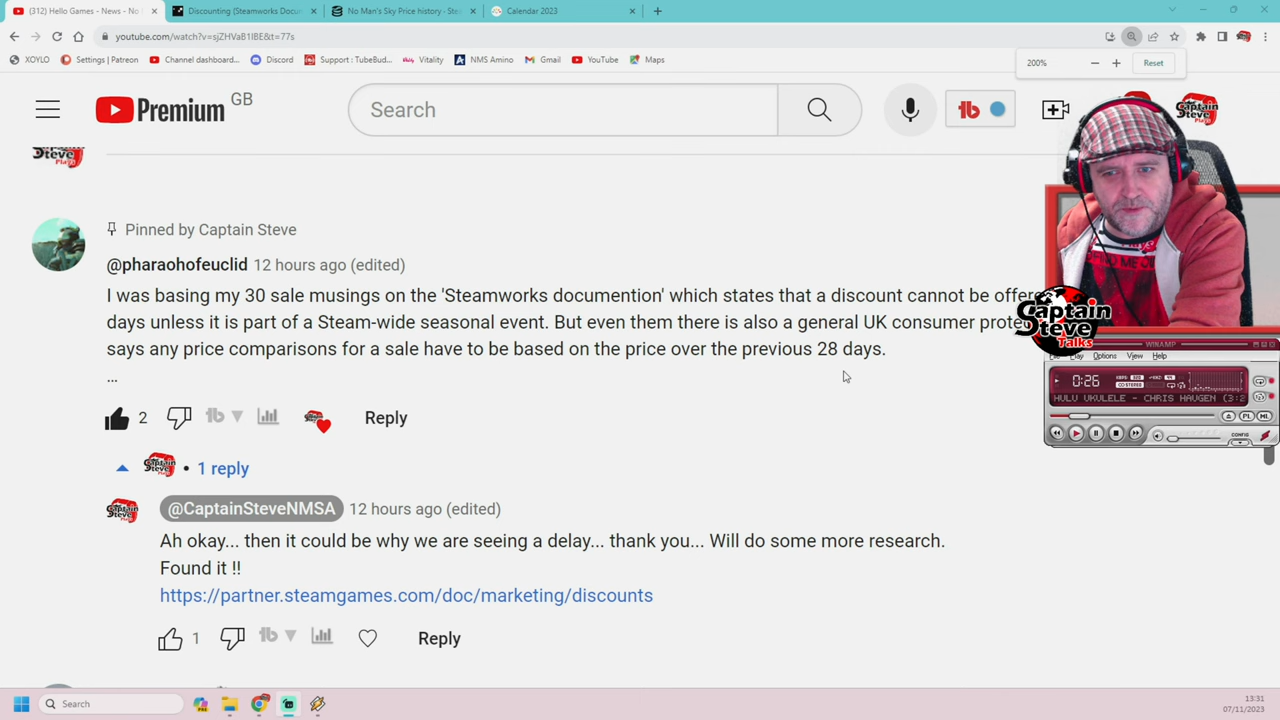 (312) Hello Games - News - No
Discounting (Steamworks Docum
No Man's Sky Price history - Ste
Calendar 2023
youtube.com/watch?v=sjZHVaB1IBE&t=77s
XOYLO
Settings | Patreon
Channel dashboard...
Discord
Support : TubeBud...
Vitality
NMS Amino
Gmail
YouTube
Maps
200%
Reset
Premium GB
Search
Pinned by Captain Steve
@pharaohofeuclid 12 hours ago (edited)
I was basing my 30 sale musings on the 'Steamworks documention' which states that a discount cannot be offere
days unless it is part of a Steam-wide seasonal event. But even them there is also a general UK consumer prote
says any price comparisons for a sale have to be based on the price over the previous 28 days.
...
2
Reply
1 reply
@CaptainSteveNMSA 12 hours ago (edited)
Ah okay... then it could be why we are seeing a delay... thank you... Will do some more research.
Found it !!
https://partner.steamgames.com/doc/marketing/discounts
1
Reply
Captain
Steve
Talks
WINAMP
Play Options View Help
0:26
HULU UKULELE - CHRIS HAUGEN (3:2
CONFIG
Search
13:31
07/11/2023